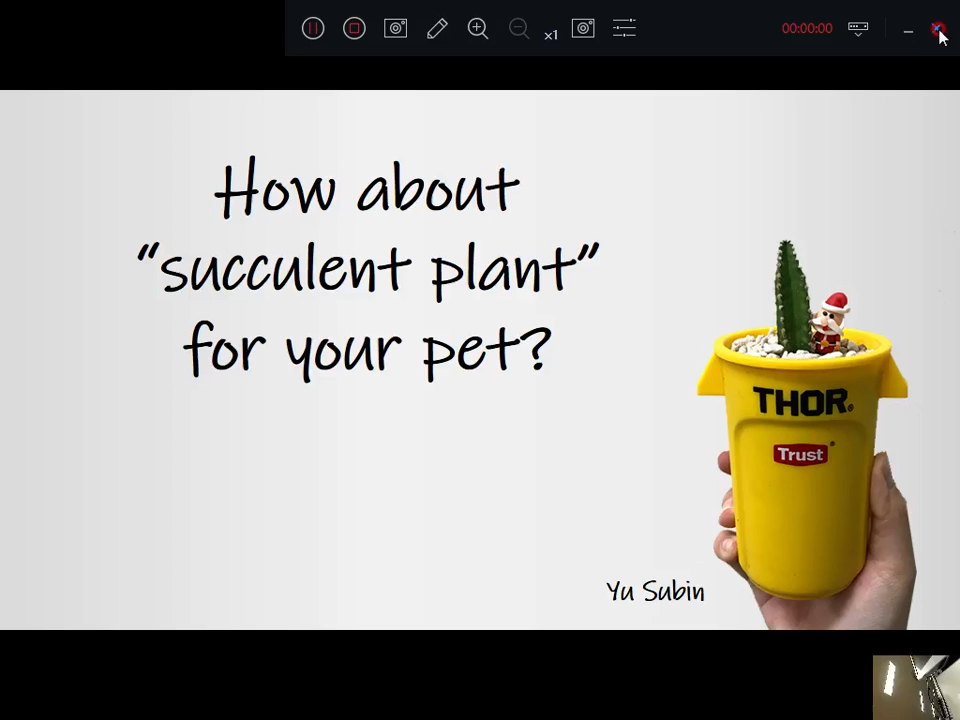 x1
00:00:00
How about
“succulent plant”
for your pet?
THOR®
Trust®
Yu Subin